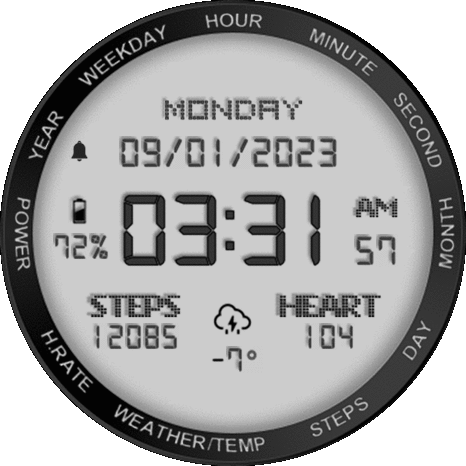 HOUR
MINUTE
SECOND
MONTH
DAY
STEPS
WEATHER/TEMP
H.RATE
POWER
YEAR
WEEKDAY
MONDAY
09/01/2023
03:31
AM
57
72%
STEPS
12085
HEART
104
-7°